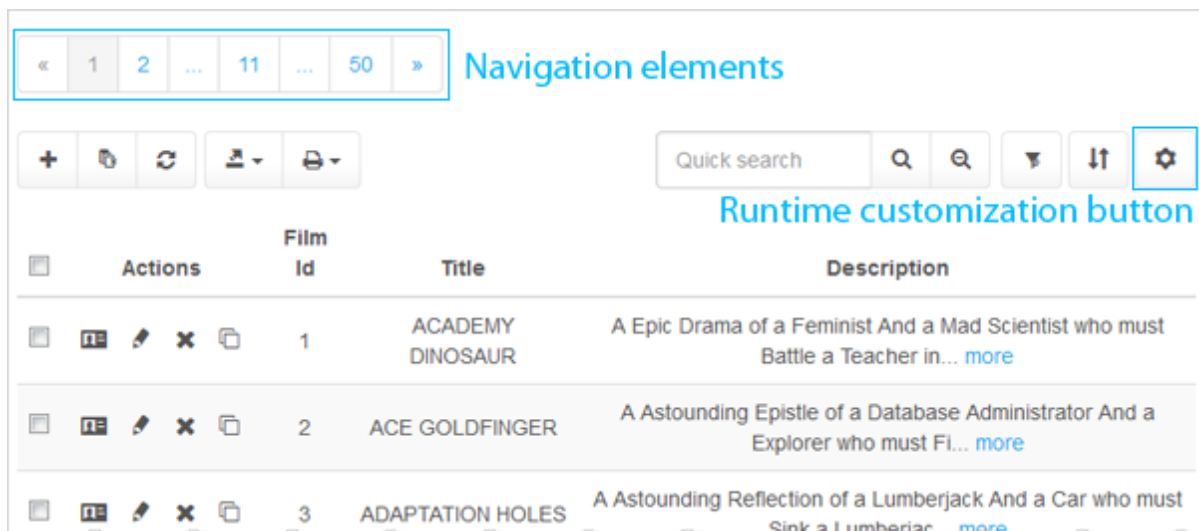 « 1 2 ... 11 ... 50 » Navigation elements
Quick search
Runtime customization button
Film
Actions Id Title Description
1 ACADEMY DINOSAUR A Epic Drama of a Feminist And a Mad Scientist who must
Battle a Teacher in... more
2 ACE GOLDFINGER A Astounding Epistle of a Database Administrator And a
Explorer who must Fi... more
3 ADAPTATION HOLES A Astounding Reflection of a Lumberjack And a Car who must
Sink a Lumberjac... more